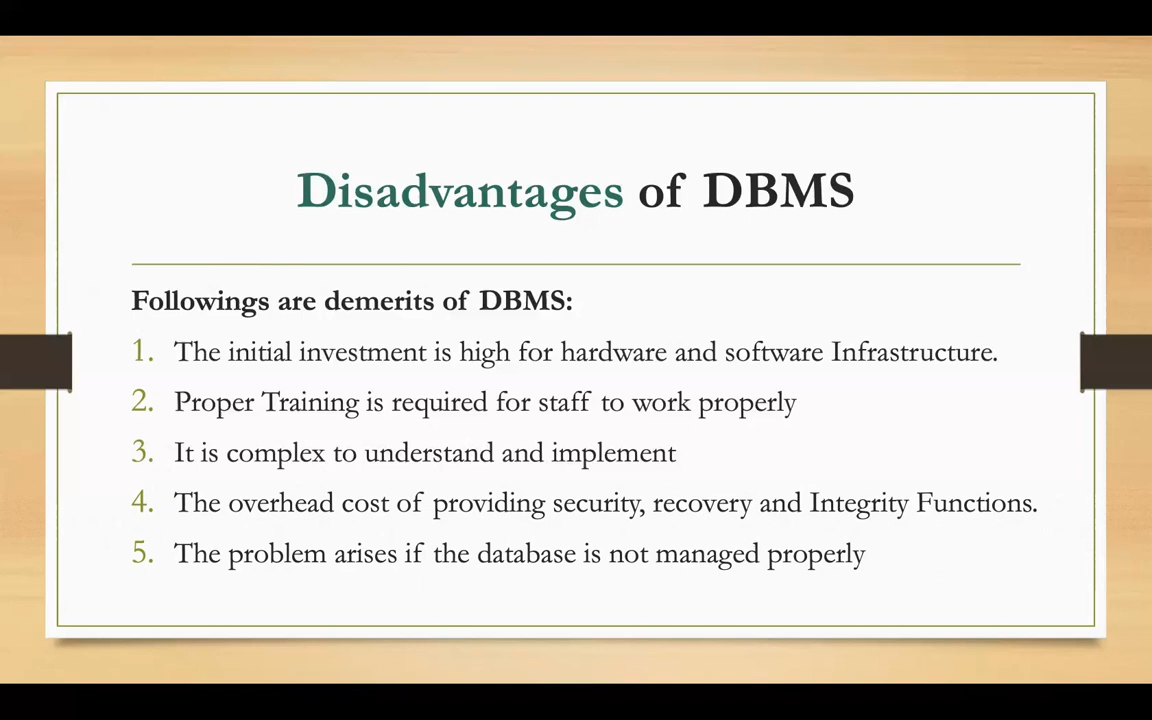 Disadvantages of DBMS
Followings are demerits of DBMS:
1. The initial investment is high for hardware and software Infrastructure.
2. Proper Training is required for staff to work properly
3. It is complex to understand and implement
4. The overhead cost of providing security, recovery and Integrity Functions.
5. The problem arises if the database is not managed properly